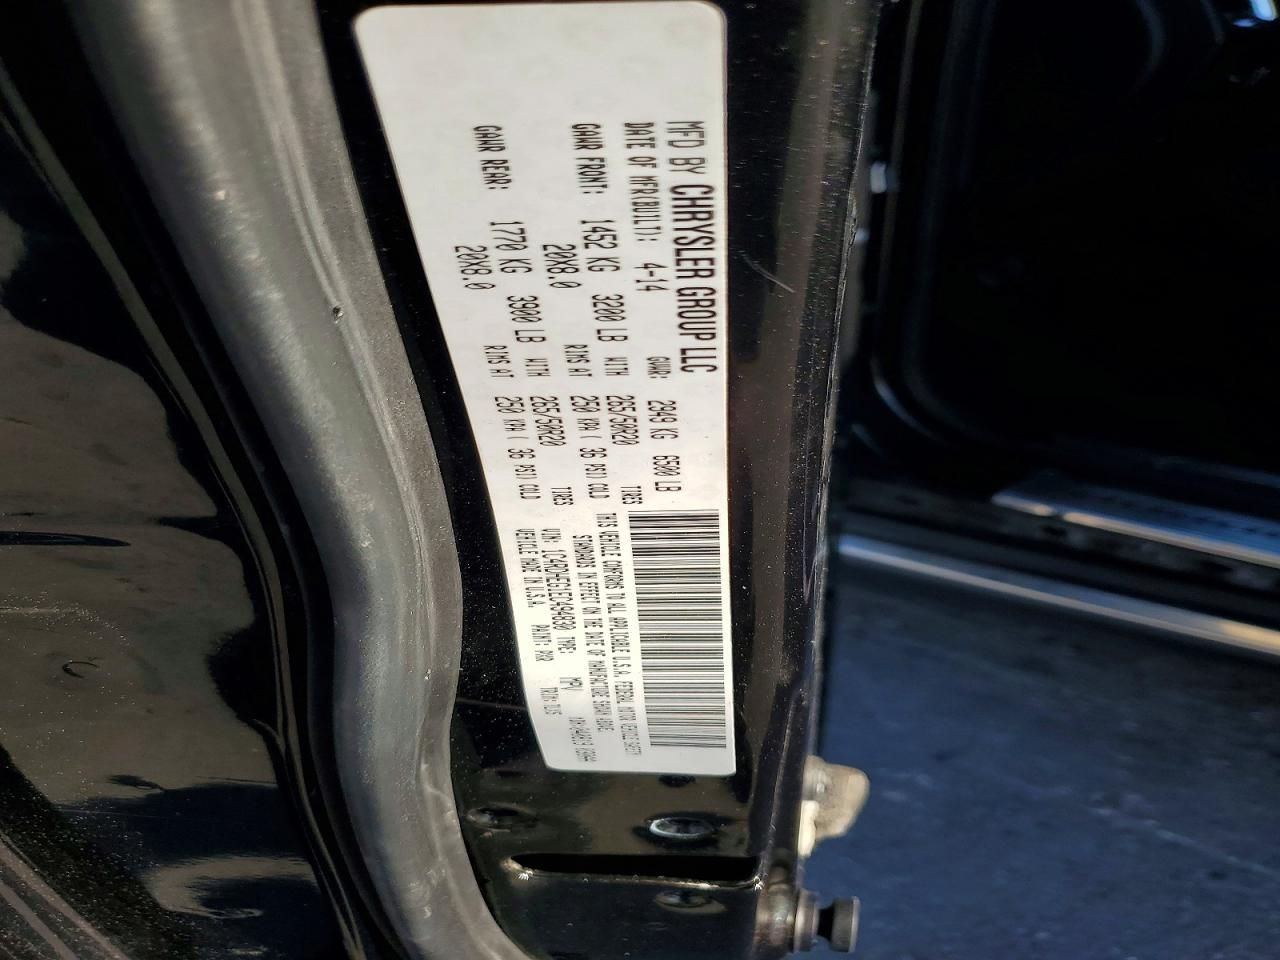 MFD BY CHRYSLER GROUP LLC
DATE OF MFR(BUILT): 4-14 GVWR: 2949 KG 6500 LB
GAWR FRONT: 1452 KG 3200 LB WITH 265/50R20 TIRES
20X8.0 RIMS AT 250 KPA ( 36 PSI) COLD
GAWR REAR: 1770 KG 3900 LB WITH 265/50R20 TIRES
20X8.0 RIMS AT 250 KPA ( 36 PSI) COLD
THIS VEHICLE CONFORMS TO ALL APPLICABLE U.S.A. FEDERAL MOTOR VEHICLE SAFETY
STANDARDS IN EFFECT ON THE DATE OF MANUFACTURE SHOWN ABOVE.
VIN: 1C4RDHEG1EC494830 TYPE: MPV
VEHICLE MADE IN U.S.A PAINT: PXR